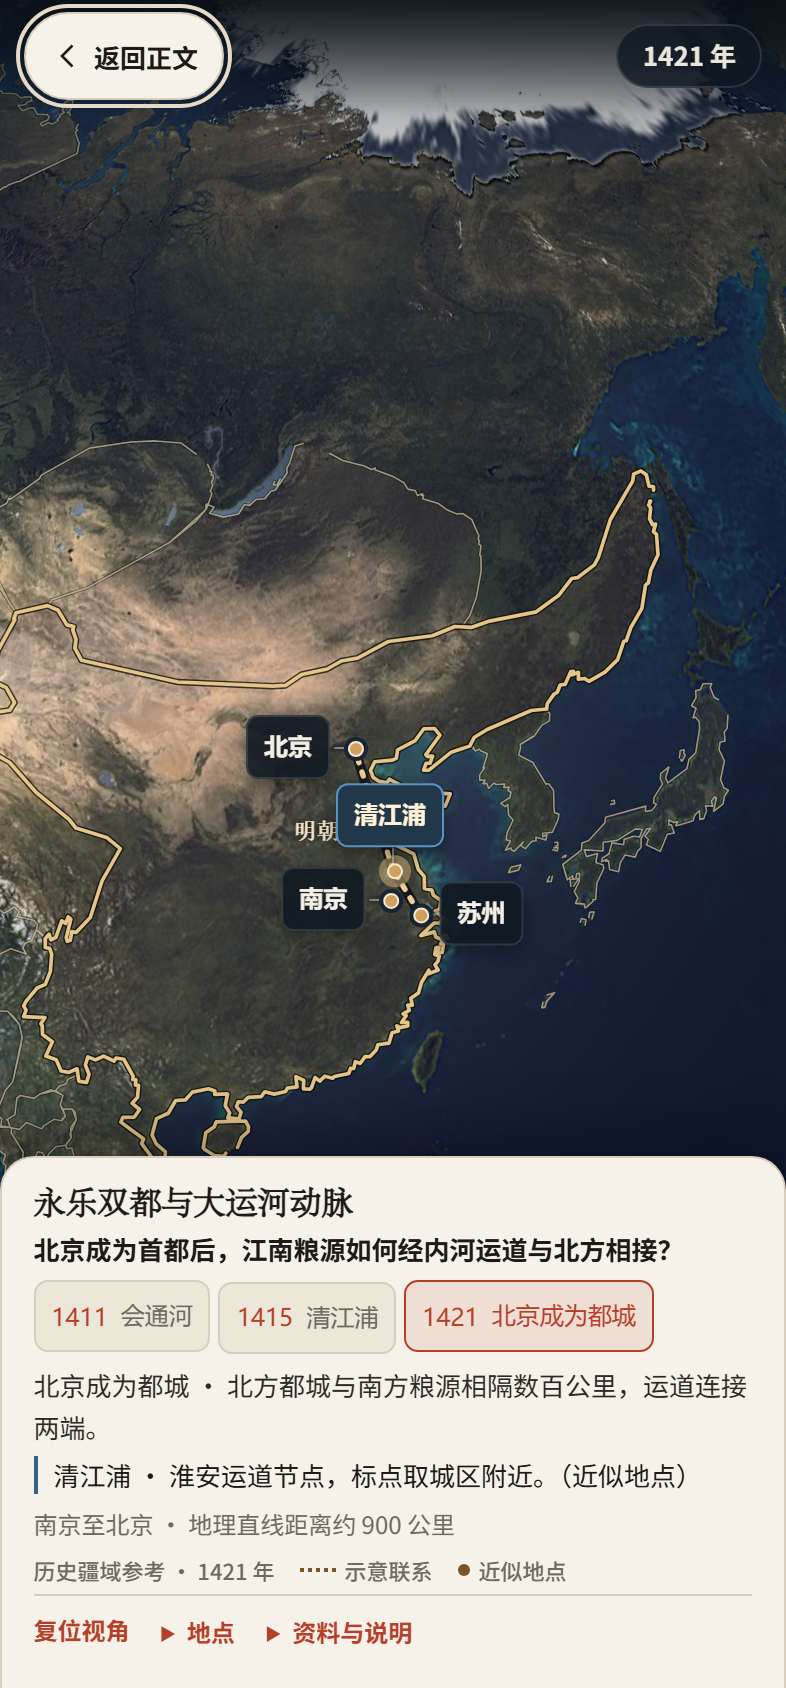 返回正文
1421 年
北京
清江浦
明朝
南京
苏州
永乐双都与大运河动脉
北京成为首都后，江南粮源如何经内河运道与北方相接？
1411 会通河
1415 清江浦
1421 北京成为都城
北京成为都城 · 北方都城与南方粮源相隔数百公里，运道连接
两端。
清江浦 · 淮安运道节点，标点取城区附近。（近似地点）
南京至北京 · 地理直线距离约 900 公里
历史疆域参考 · 1421 年 示意联系 近似地点
复位视角 ▶ 地点 ▶ 资料与说明